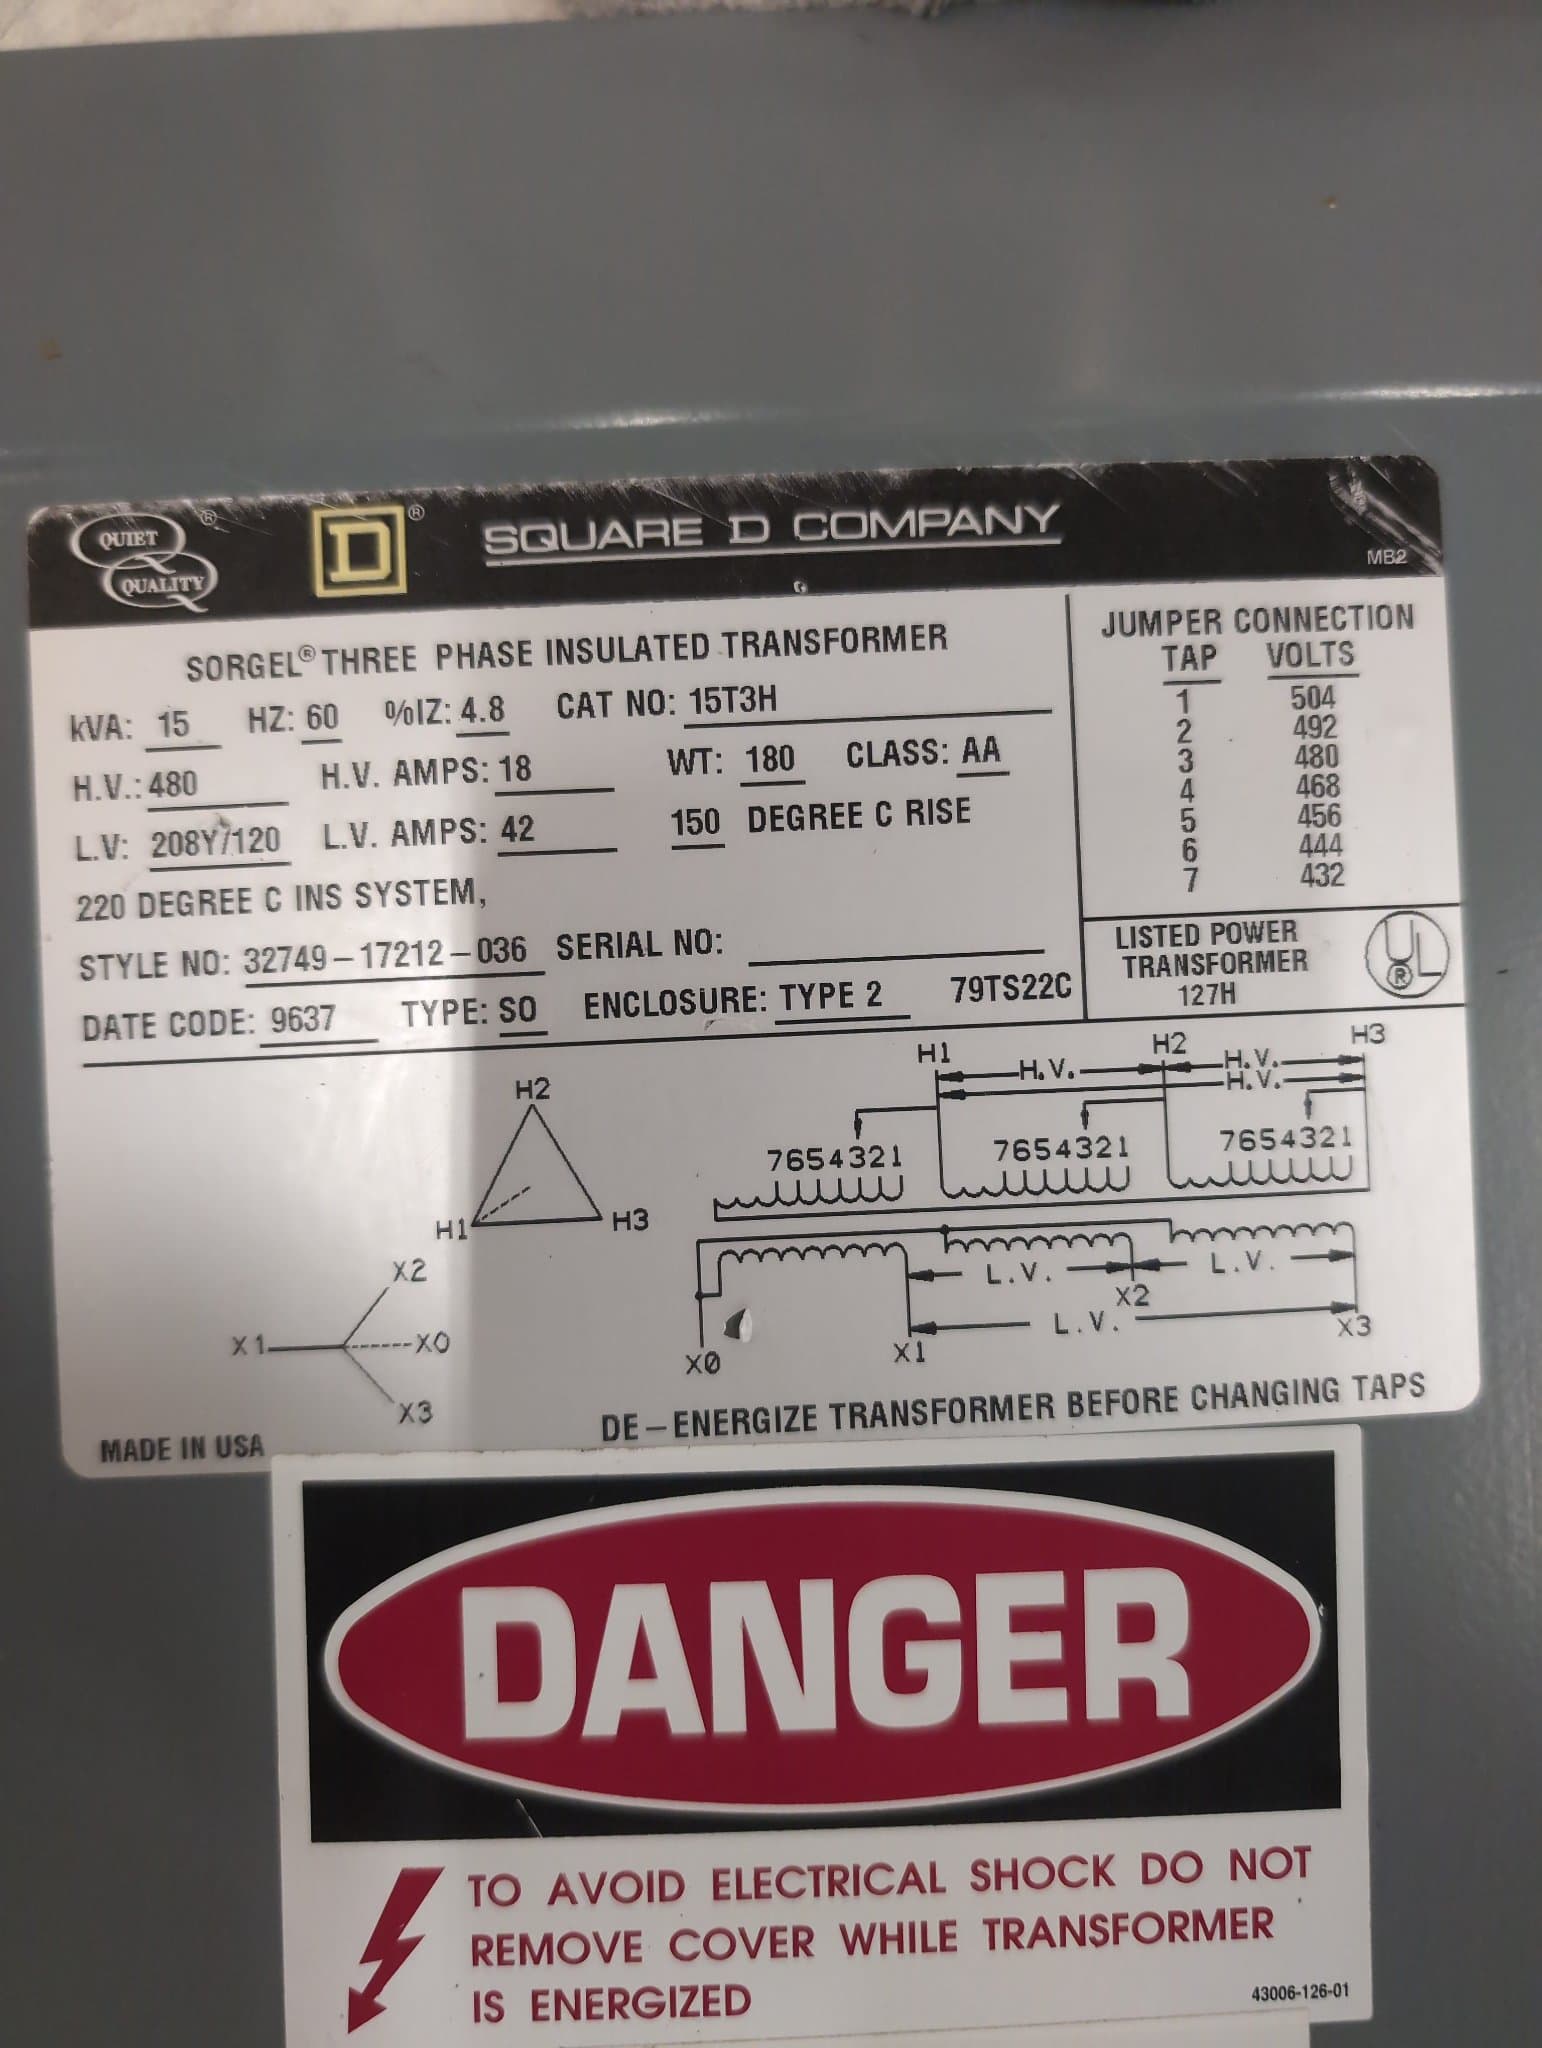 QUIET QUALITY ®
D ®
SQUARE D COMPANY
MB2
SORGEL® THREE PHASE INSULATED TRANSFORMER
kVA: 15 HZ: 60 %IZ: 4.8 CAT NO: 15T3H
H.V.: 480 H.V. AMPS: 18 WT: 180 CLASS: AA
L.V: 208Y/120 L.V. AMPS: 42 150 DEGREE C RISE
220 DEGREE C INS SYSTEM,
STYLE NO: 32749-17212-036 SERIAL NO:
DATE CODE: 9637 TYPE: SO ENCLOSURE: TYPE 2 79TS22C
JUMPER CONNECTION
TAP VOLTS
1 504
2 492
3 480
4 468
5 456
6 444
7 432
LISTED POWER
TRANSFORMER
127H
UL ®
H2
H1 H3
X2
X1 X0
X3
H1 H2 H3
H.V. H.V.
H.V.
7654321 7654321 7654321
L.V. L.V.
X2
L.V.
X0 X1 X3
DE-ENERGIZE TRANSFORMER BEFORE CHANGING TAPS
MADE IN USA
DANGER
TO AVOID ELECTRICAL SHOCK DO NOT
REMOVE COVER WHILE TRANSFORMER
IS ENERGIZED
43006-126-01